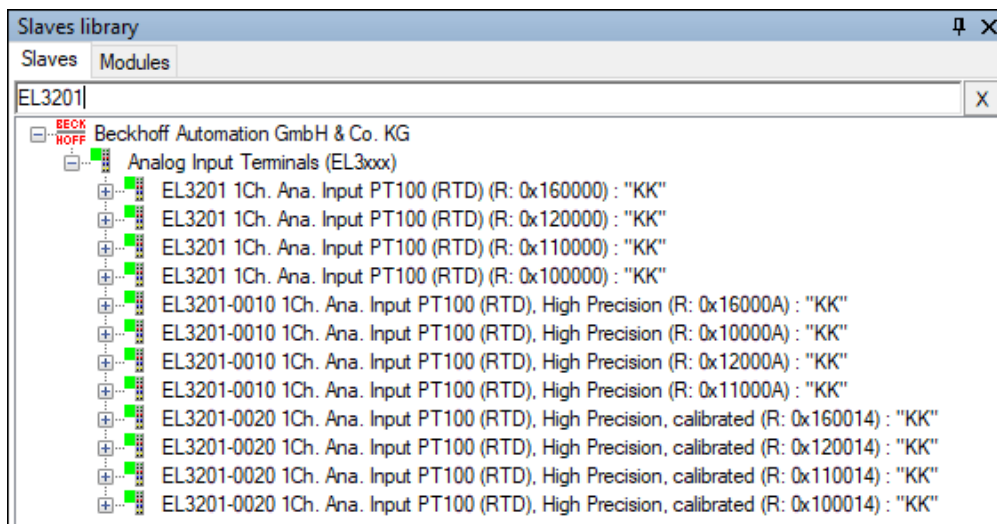 Slaves library
Slaves Modules
EL3201 X
BECK
HOFF Beckhoff Automation GmbH & Co. KG
Analog Input Terminals (EL3xxx)
EL3201 1Ch. Ana. Input PT100 (RTD) (R: 0x160000) : "KK"
EL3201 1Ch. Ana. Input PT100 (RTD) (R: 0x120000) : "KK"
EL3201 1Ch. Ana. Input PT100 (RTD) (R: 0x110000) : "KK"
EL3201 1Ch. Ana. Input PT100 (RTD) (R: 0x100000) : "KK"
EL3201-0010 1Ch. Ana. Input PT100 (RTD), High Precision (R: 0x16000A) : "KK"
EL3201-0010 1Ch. Ana. Input PT100 (RTD), High Precision (R: 0x10000A) : "KK"
EL3201-0010 1Ch. Ana. Input PT100 (RTD), High Precision (R: 0x12000A) : "KK"
EL3201-0010 1Ch. Ana. Input PT100 (RTD), High Precision (R: 0x11000A) : "KK"
EL3201-0020 1Ch. Ana. Input PT100 (RTD), High Precision, calibrated (R: 0x160014) : "KK"
EL3201-0020 1Ch. Ana. Input PT100 (RTD), High Precision, calibrated (R: 0x120014) : "KK"
EL3201-0020 1Ch. Ana. Input PT100 (RTD), High Precision, calibrated (R: 0x110014) : "KK"
EL3201-0020 1Ch. Ana. Input PT100 (RTD), High Precision, calibrated (R: 0x100014) : "KK"